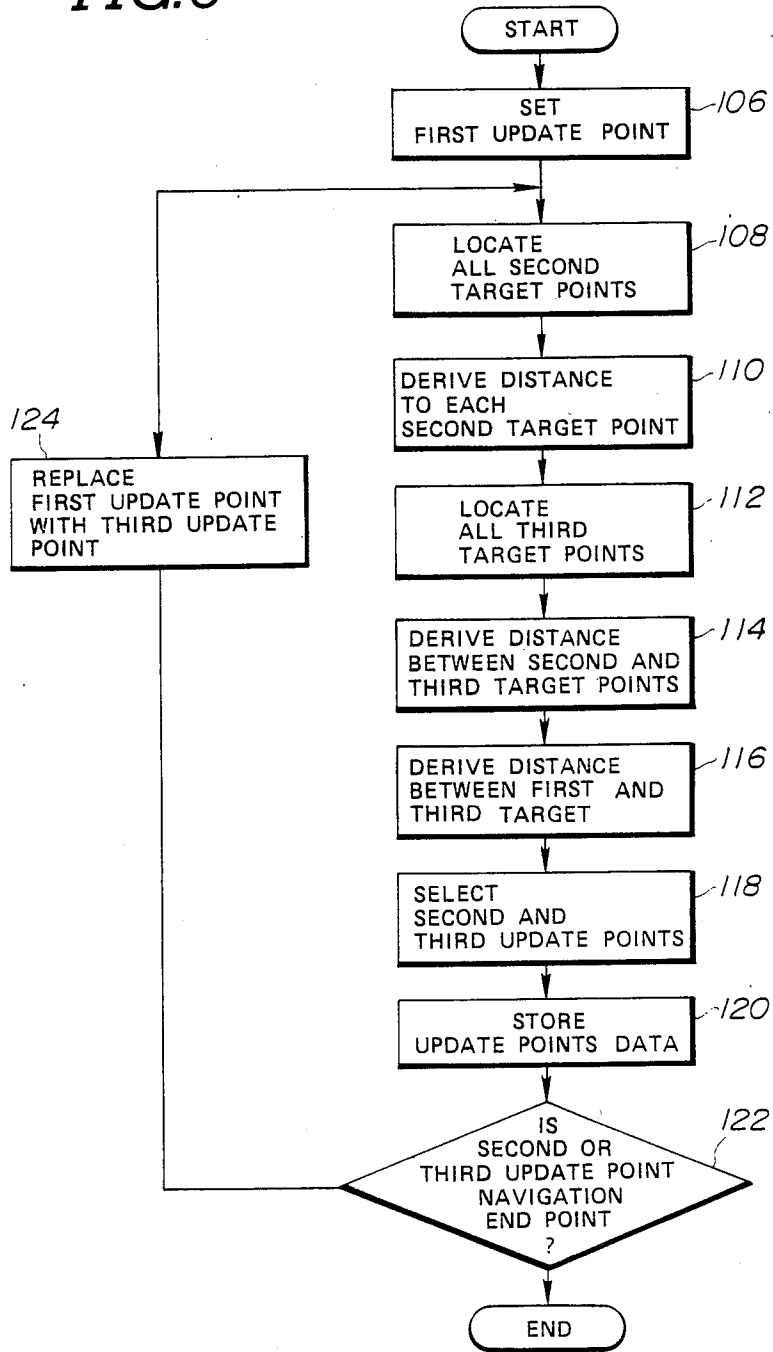 START
SET
FIRST UPDATE POINT
106
LOCATE
ALL SECOND
TARGET POINTS
108
DERIVE DISTANCE
TO EACH
SECOND TARGET POINT
110
124
REPLACE
FIRST UPDATE POINT
WITH THIRD UPDATE
POINT
LOCATE
ALL THIRD
TARGET POINTS
112
DERIVE DISTANCE
BETWEEN SECOND AND
THIRD TARGET POINTS
114
DERIVE DISTANCE
BETWEEN FIRST AND
THIRD TARGET
116
SELECT
SECOND AND
THIRD UPDATE POINTS
118
STORE
UPDATE POINTS DATA
120
IS
SECOND OR
THIRD UPDATE POINT
NAVIGATION
END POINT
?
122
END